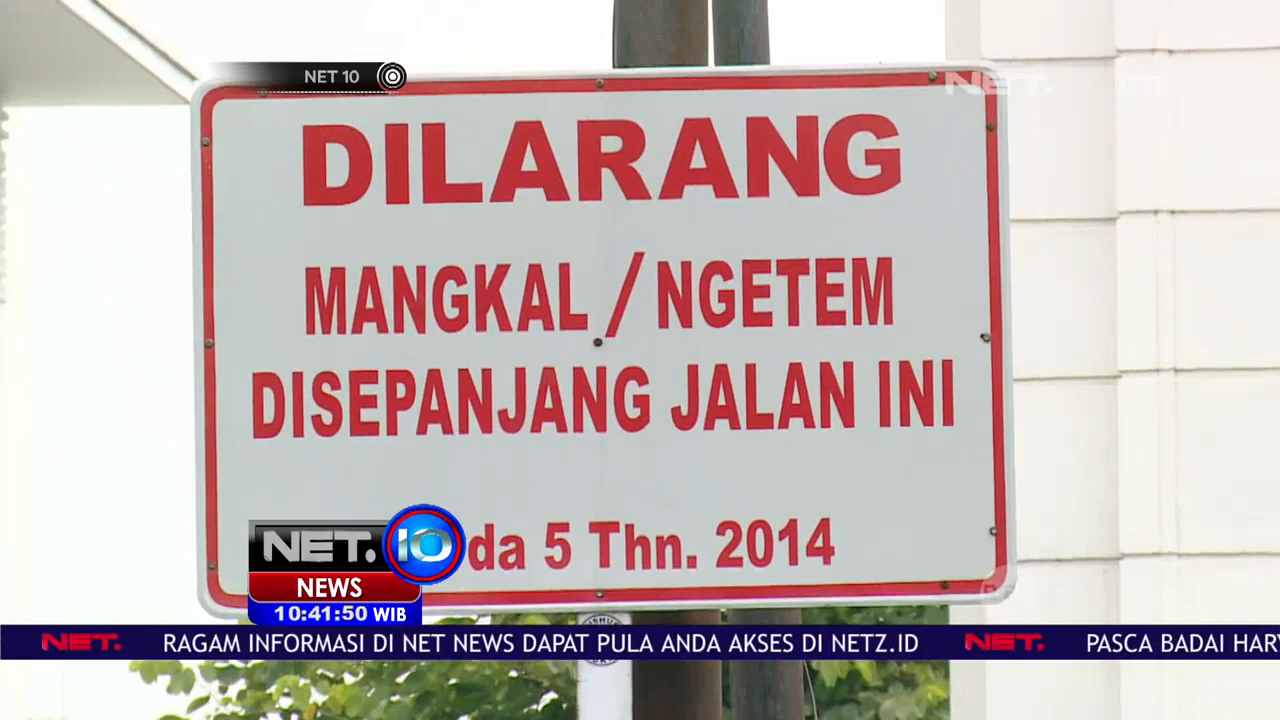 NET 10
NET.
DILARANG
MANGKAL / NGETEM
DISEPANJANG JALAN INI
da 5 Thn. 2014
NET. 10
NEWS
10:41:50 WIB
NET. RAGAM INFORMASI DI NET NEWS DAPAT PULA ANDA AKSES DI NETZ.ID NET. PASCA BADAI HAR